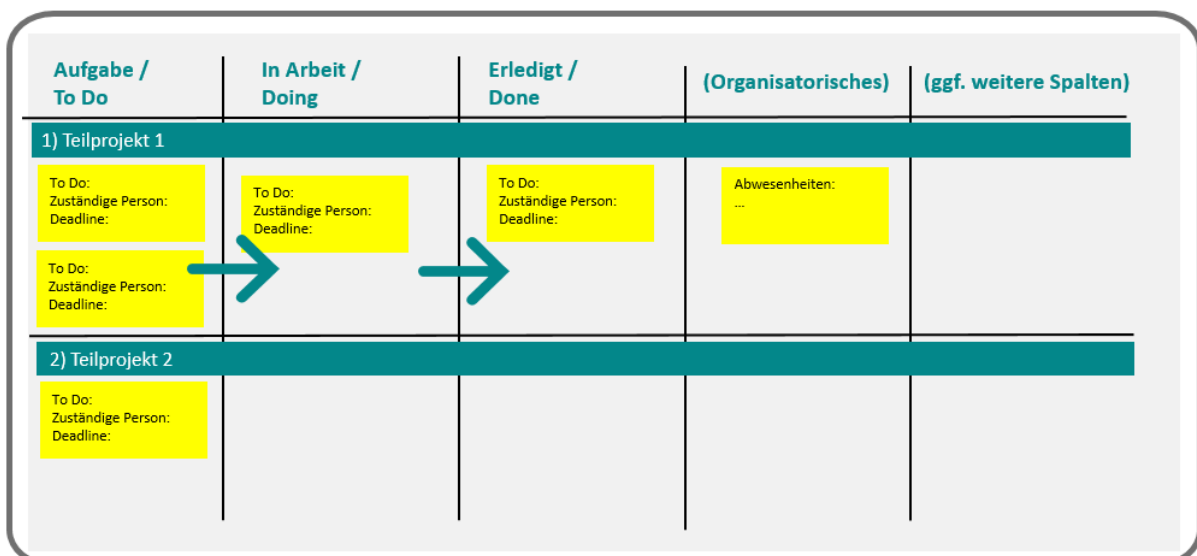 Aufgabe /
To Do
In Arbeit /
Doing
Erledigt /
Done
(Organisatorisches)
(ggf. weitere Spalten)
1) Teilprojekt 1
To Do:
Zuständige Person:
Deadline:
To Do:
Zuständige Person:
Deadline:
To Do:
Zuständige Person:
Deadline:
To Do:
Zuständige Person:
Deadline:
Abwesenheiten:
...
2) Teilprojekt 2
To Do:
Zuständige Person:
Deadline: